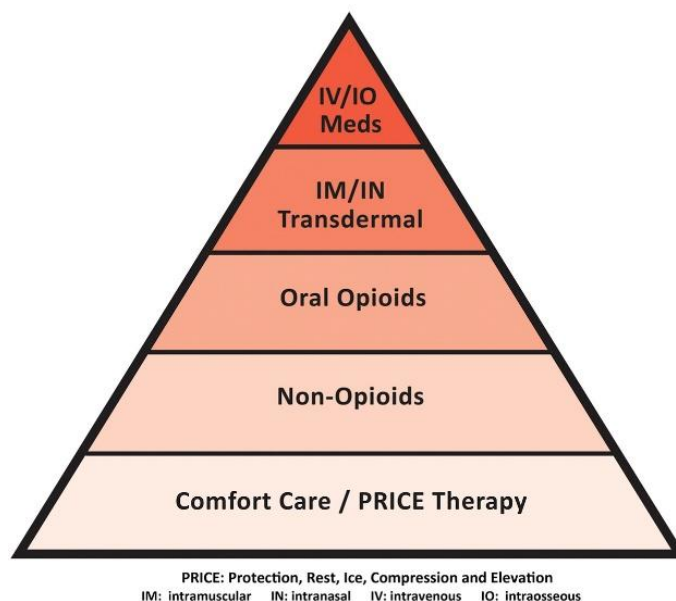 IV/IO
Meds
IM/IN
Transdermal
Oral Opioids
Non-Opioids
Comfort Care / PRICE Therapy
PRICE: Protection, Rest, Ice, Compression and Elevation
IM: intramuscular IN: intranasal IV: intravenous IO: intraosseous